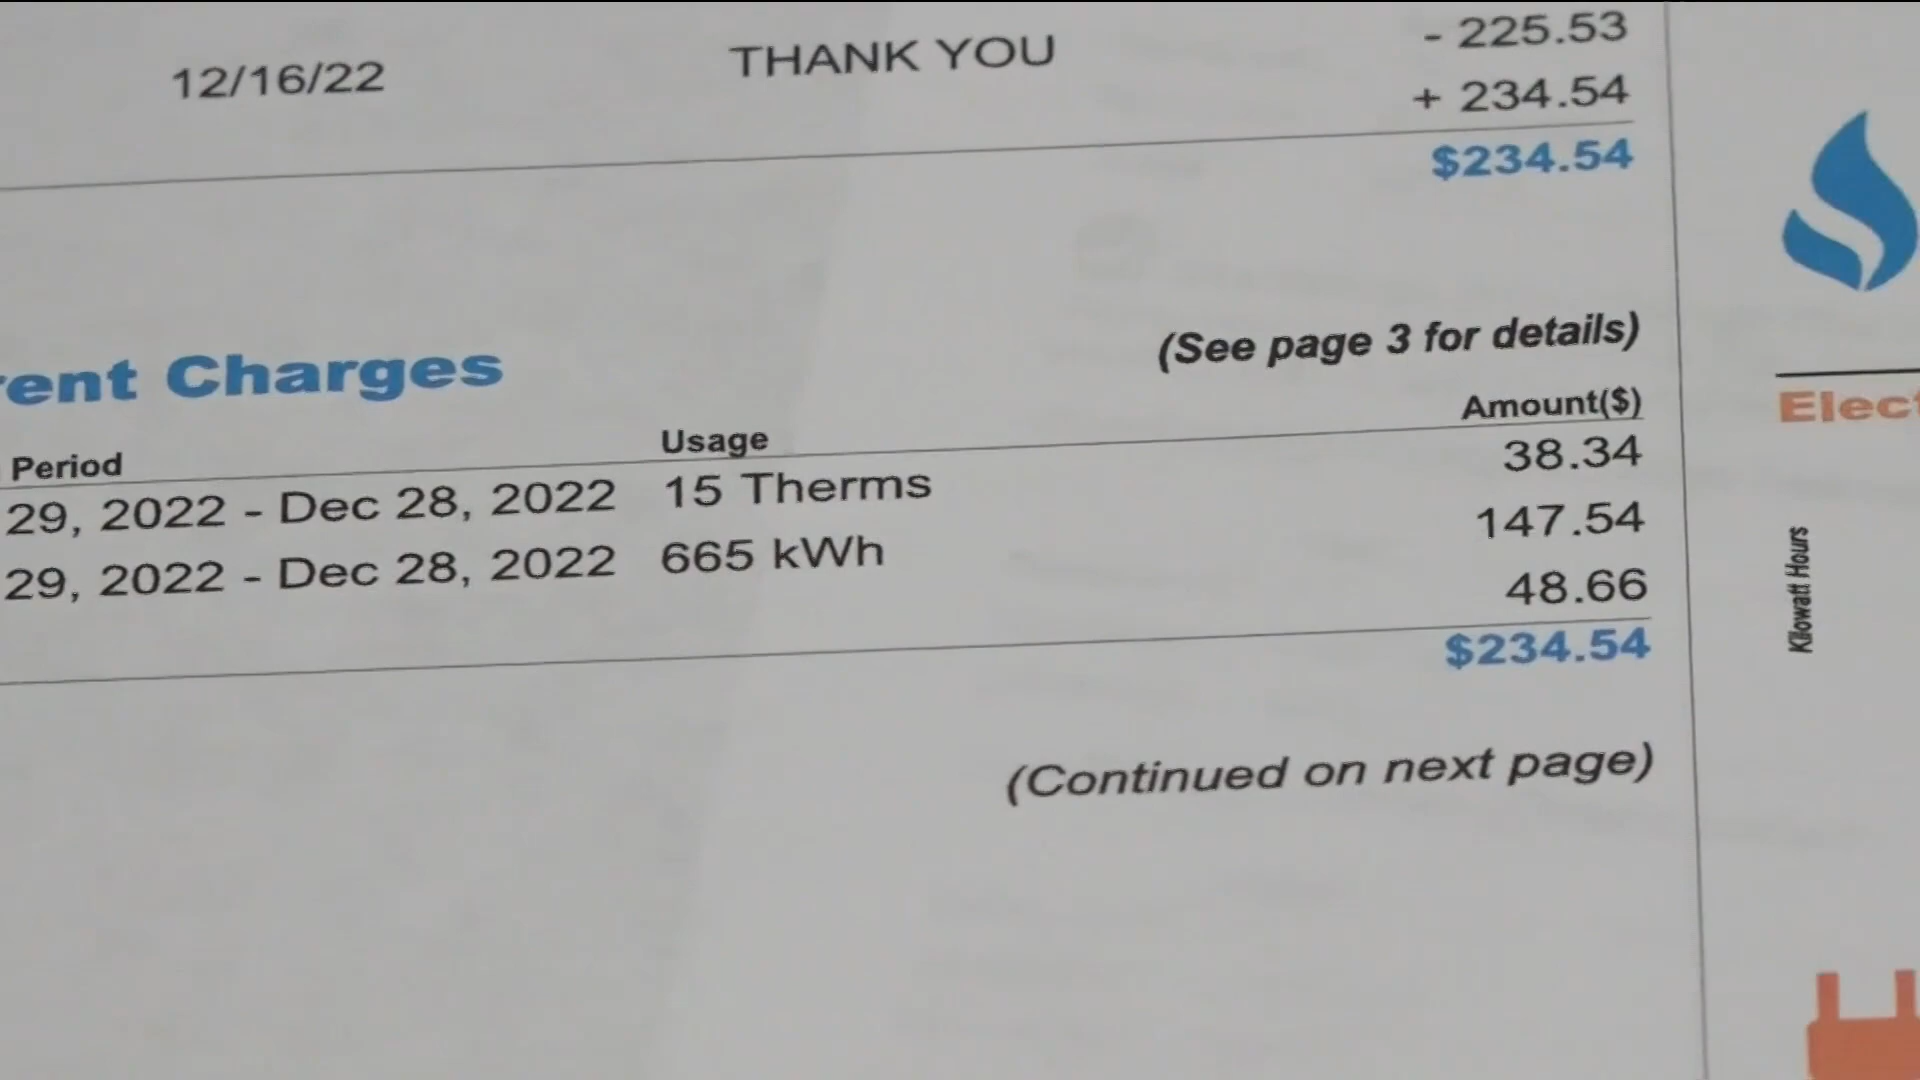 - 225.53
12/16/22 THANK YOU
+ 234.54
$234.54
rent Charges (See page 3 for details)
Period Usage Amount($)
29, 2022 - Dec 28, 2022 15 Therms 38.34
29, 2022 - Dec 28, 2022 665 kWh 147.54
48.66
$234.54
(Continued on next page)
Elect
Kilowatt Hours